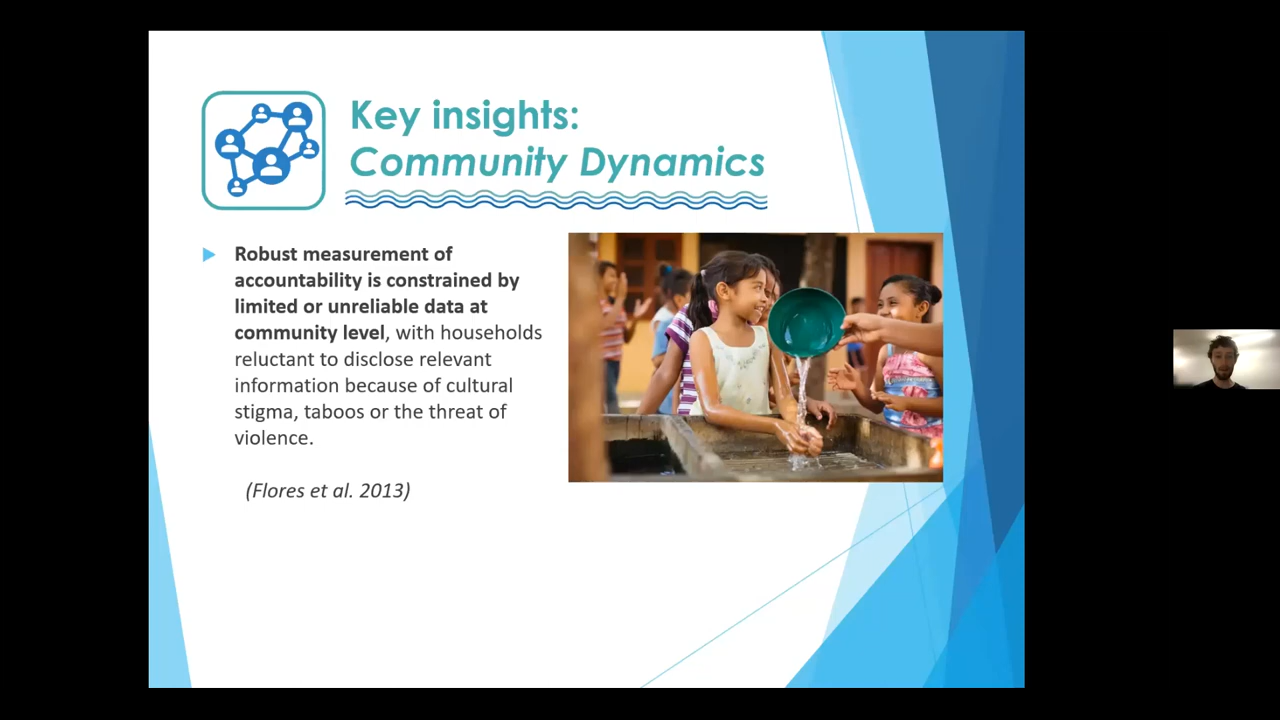 Key insights:
Community Dynamics
Robust measurement of
accountability is constrained by
limited or unreliable data at
community level, with households
reluctant to disclose relevant
information because of cultural
stigma, taboos or the threat of
violence.
(Flores et al. 2013)